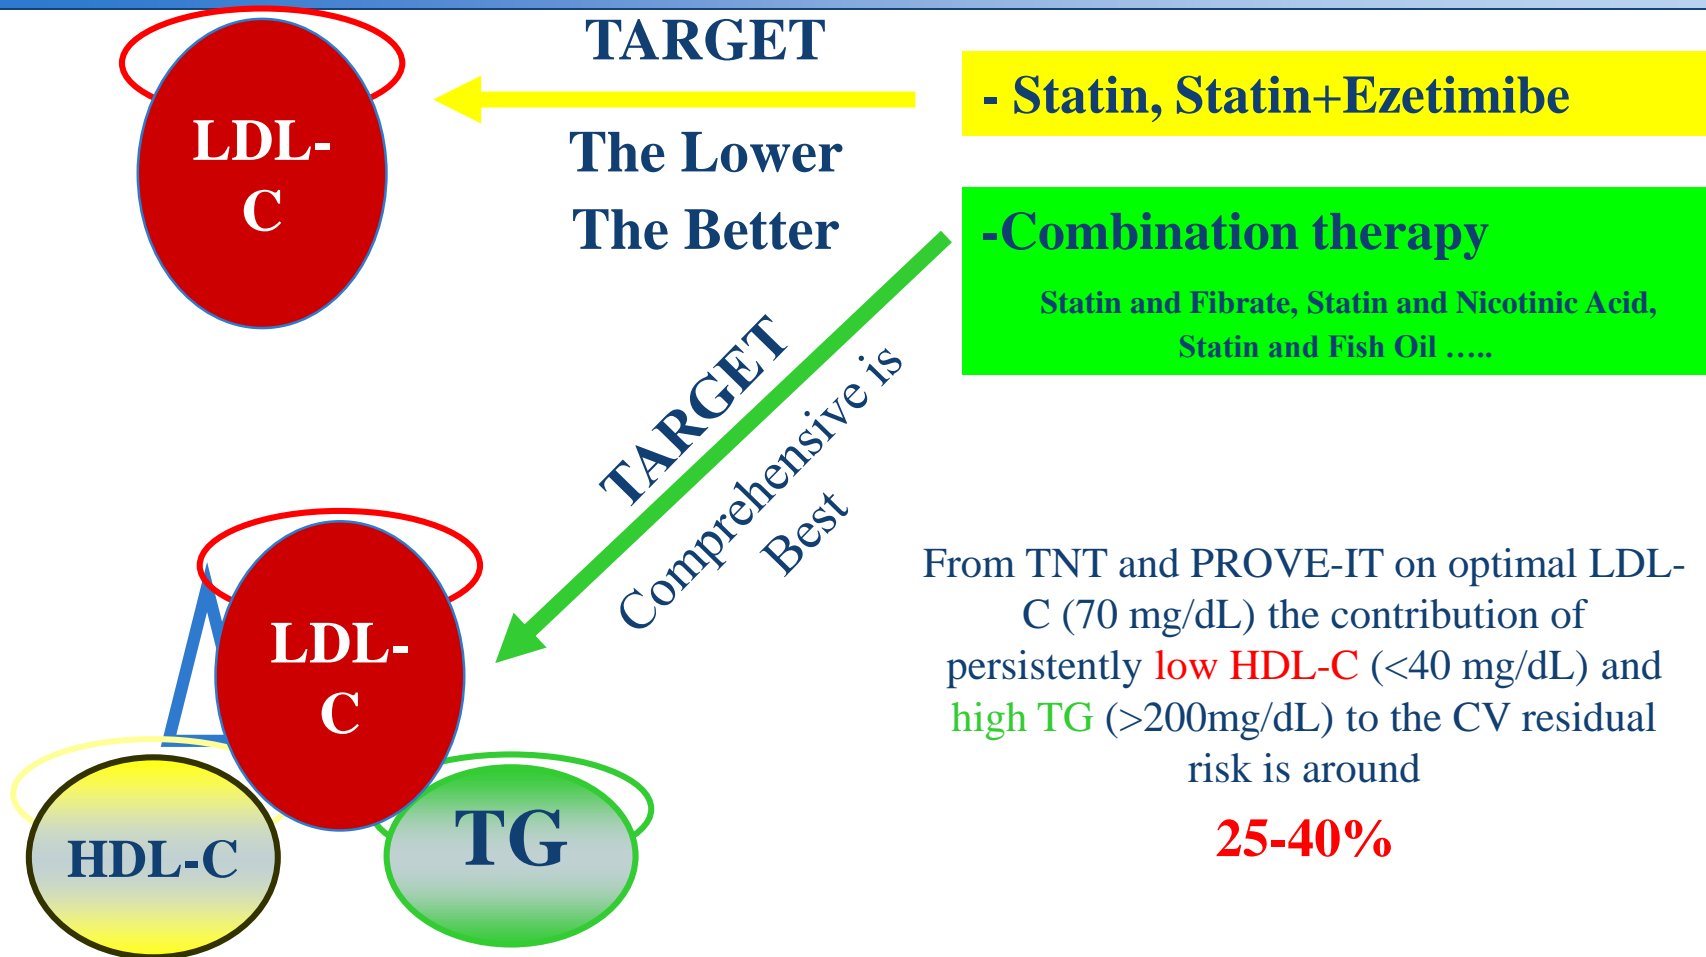 LDL-
C
TARGET
The Lower
The Better
- Statin, Statin+Ezetimibe
-Combination therapy
Statin and Fibrate, Statin and Nicotinic Acid,
Statin and Fish Oil …..
TARGET
Comprehensive is
Best
LDL-
C
HDL-C
TG
From TNT and PROVE-IT on optimal LDL-
C (70 mg/dL) the contribution of
persistently low HDL-C (<40 mg/dL) and
high TG (>200mg/dL) to the CV residual
risk is around
25-40%